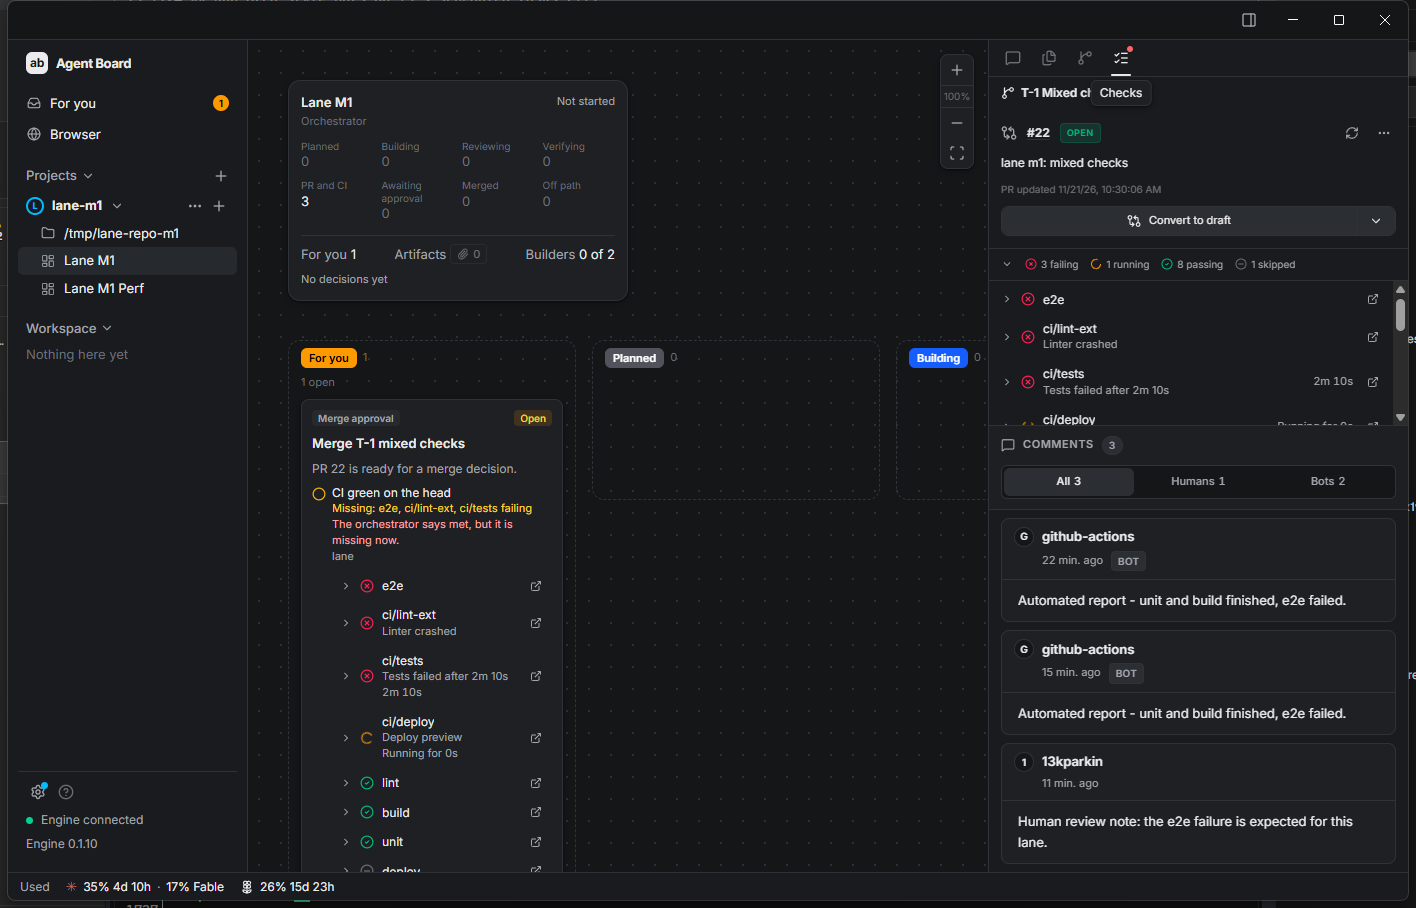 ab Agent Board
For you 1
Browser
Projects
L lane-m1
/tmp/lane-repo-m1
Lane M1
Lane M1 Perf
Workspace
Nothing here yet
Engine connected
Engine 0.1.10
Used 35% 4d 10h · 17% Fable 26% 15d 23h
Lane M1 Not started
Orchestrator
Planned Building Reviewing Verifying
0 0 0 0
PR and CI Awaiting approval Merged Off path
3 0 0 0
For you 1 Artifacts 0 Builders 0 of 2
No decisions yet
100%
For you 1
1 open
Merge approval Open
Merge T-1 mixed checks
PR 22 is ready for a merge decision.
CI green on the head
Missing: e2e, ci/lint-ext, ci/tests failing
The orchestrator says met, but it is
missing now.
lane
e2e
ci/lint-ext
Linter crashed
ci/tests
Tests failed after 2m 10s
2m 10s
ci/deploy
Deploy preview
Running for 0s
lint
build
unit
deploy
Planned 0
Building 0
T-1 Mixed ch
Checks
#22 OPEN
lane m1: mixed checks
PR updated 11/21/26, 10:30:06 AM
Convert to draft
3 failing 1 running 8 passing 1 skipped
e2e
ci/lint-ext
Linter crashed
ci/tests
Tests failed after 2m 10s 2m 10s
ci/deploy Running for 0s
COMMENTS 3
All 3 Humans 1 Bots 2
G github-actions
22 min. ago BOT
Automated report - unit and build finished, e2e failed.
G github-actions
15 min. ago BOT
Automated report - unit and build finished, e2e failed.
1 13kparkin
11 min. ago
Human review note: the e2e failure is expected for this
lane.